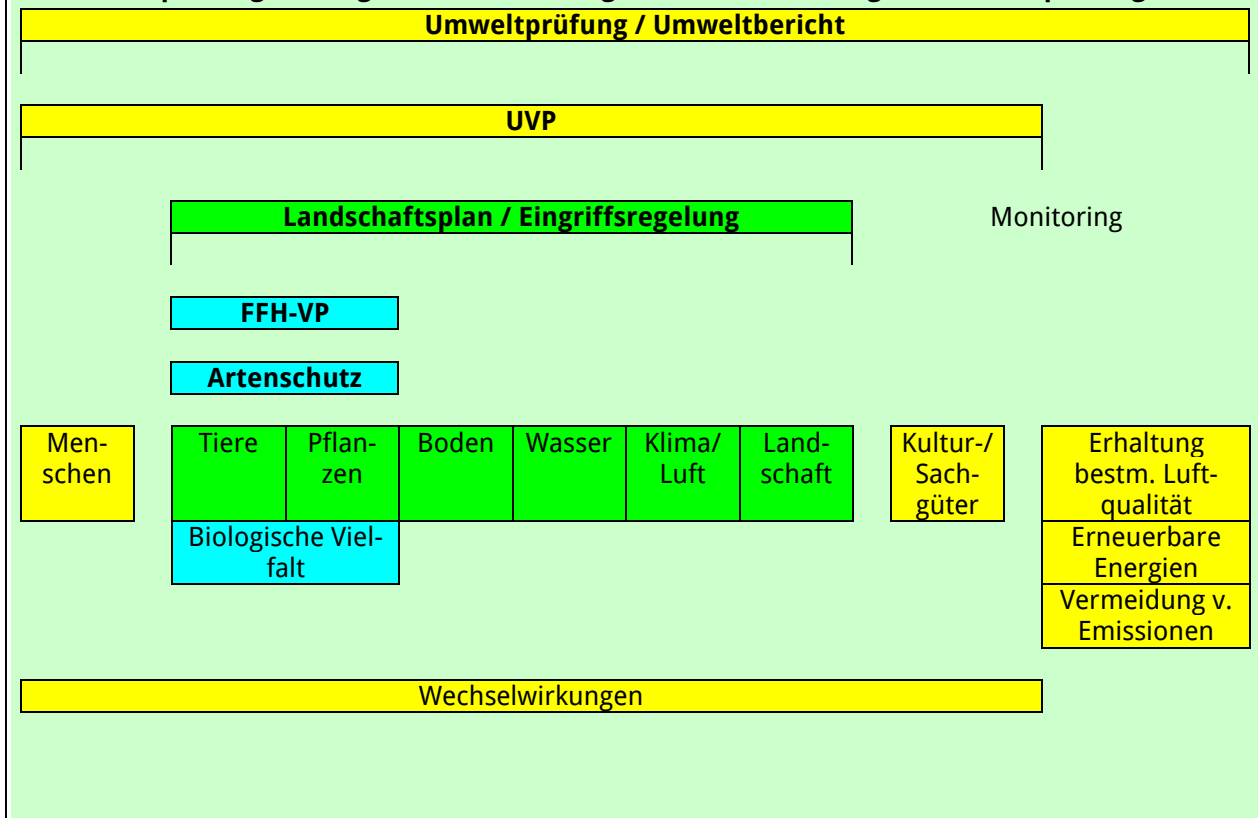 Umweltprüfung / Umweltbericht
UVP
Landschaftsplan / Eingriffsregelung
Monitoring
FFH-VP
Artenschutz
Men-
schen
Tiere
Pflan-
zen
Boden
Wasser
Klima/
Luft
Land-
schaft
Kultur-/
Sach-
güter
Erhaltung
bestm. Luft-
qualität
Biologische Viel-
falt
Erneuerbare
Energien
Vermeidung v.
Emissionen
Wechselwirkungen